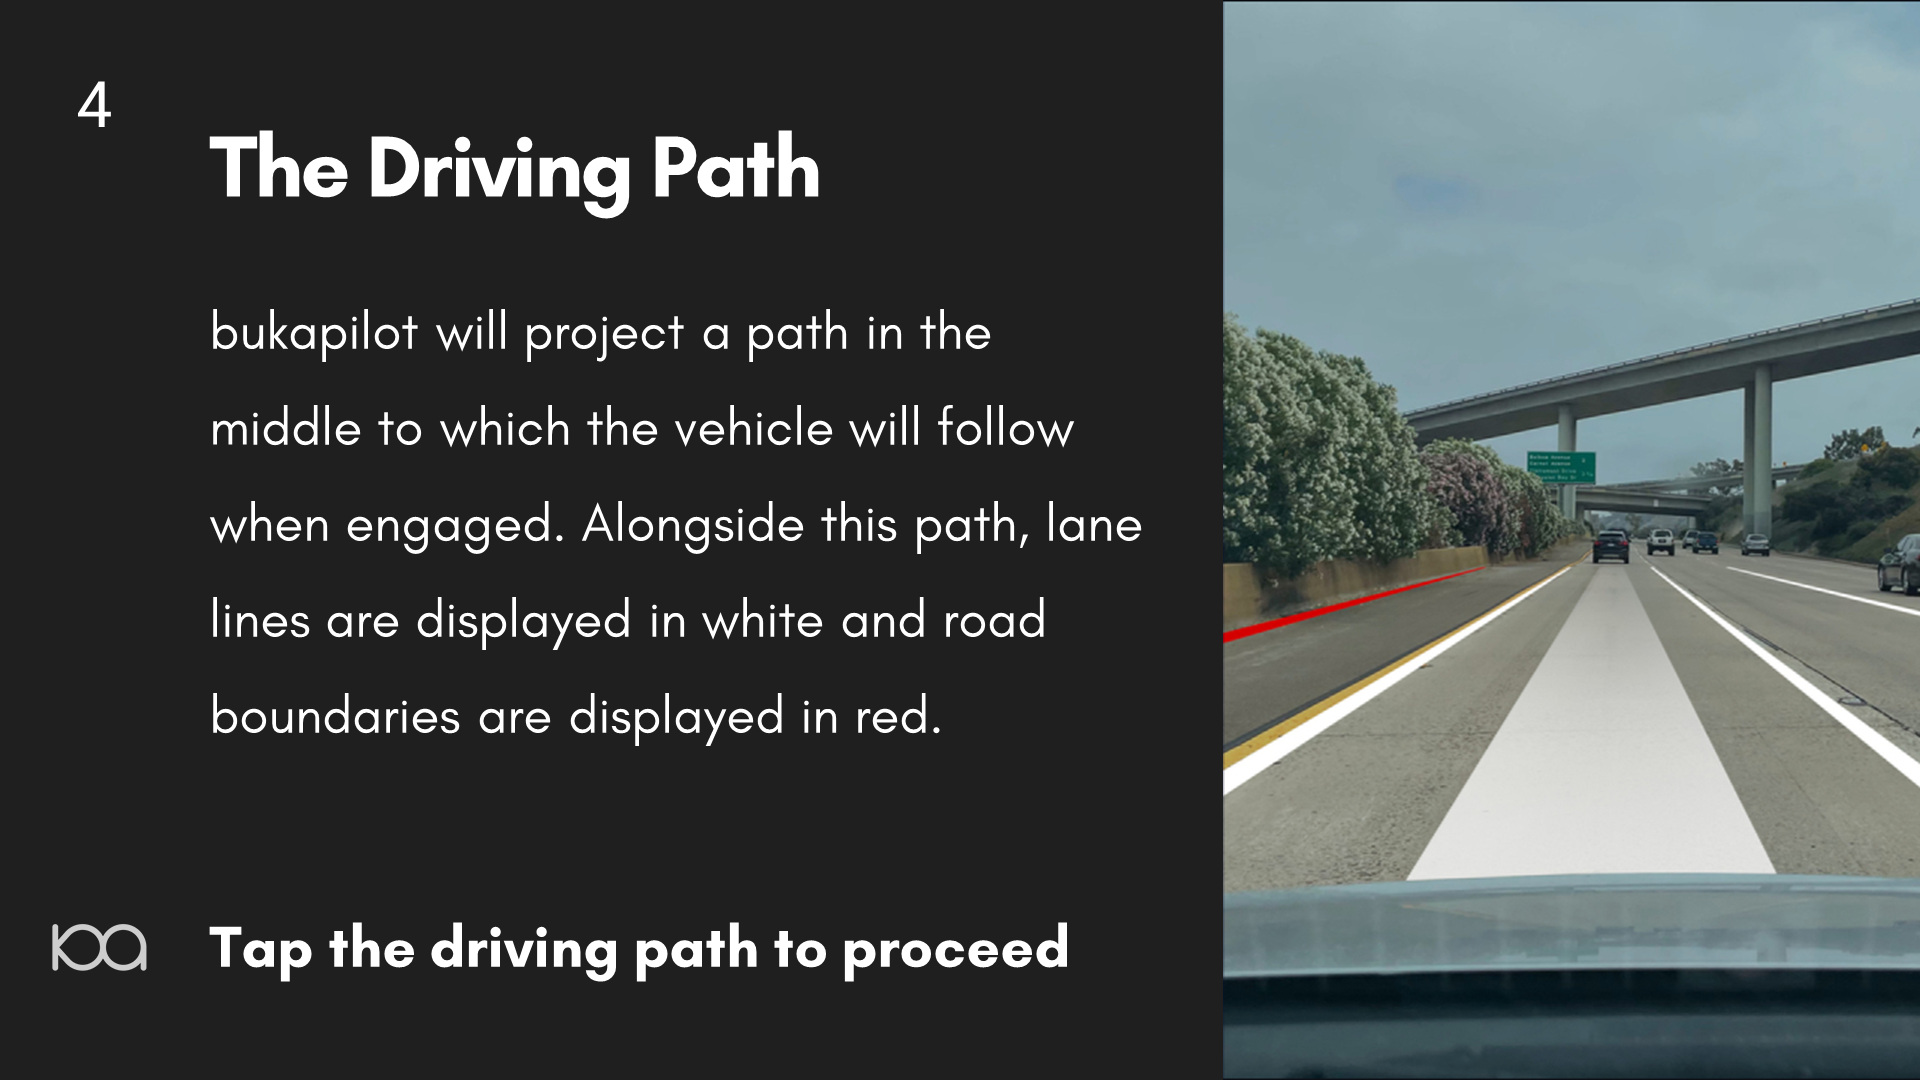 4
The Driving Path
bukapilot will project a path in the
middle to which the vehicle will follow
when engaged. Alongside this path, lane
lines are displayed in white and road
boundaries are displayed in red.
Tap the driving path to proceed